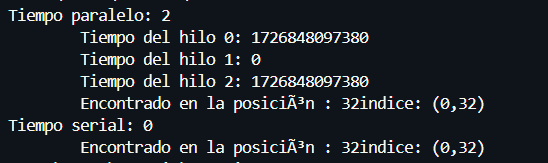 Tiempo paralelo: 2
Tiempo del hilo 0: 1726848097380
Tiempo del hilo 1: 0
Tiempo del hilo 2: 1726848097380
Encontrado en la posiciÃ³n : 32indice: (0,32)
Tiempo serial: 0
Encontrado en la posiciÃ³n : 32indice: (0,32)